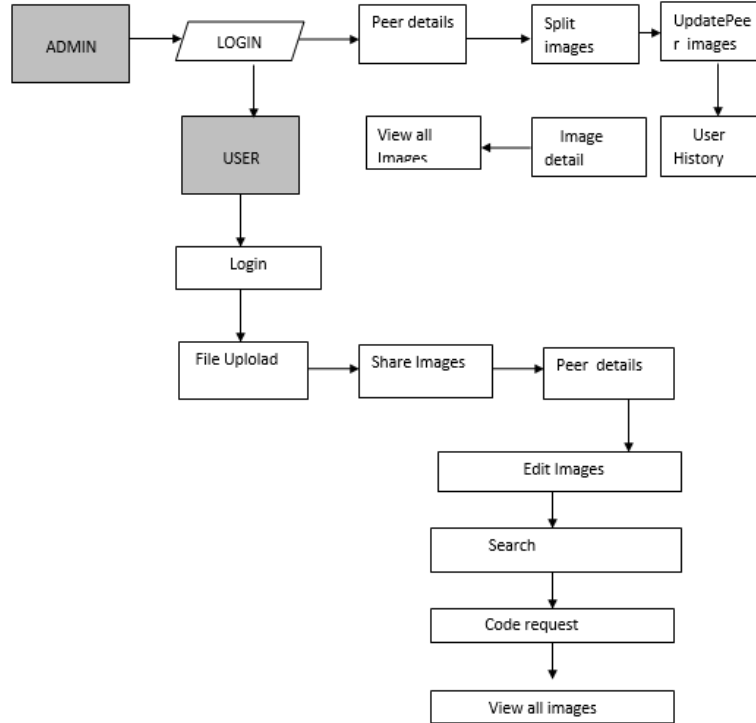 ADMIN
LOGIN
Peer details
Split
images
UpdatePee
r images
USER
View all
Images
Image
detail
User
History
Login
File Uplolad
Share Images
Peer details
Edit Images
Search
Code request
View all images